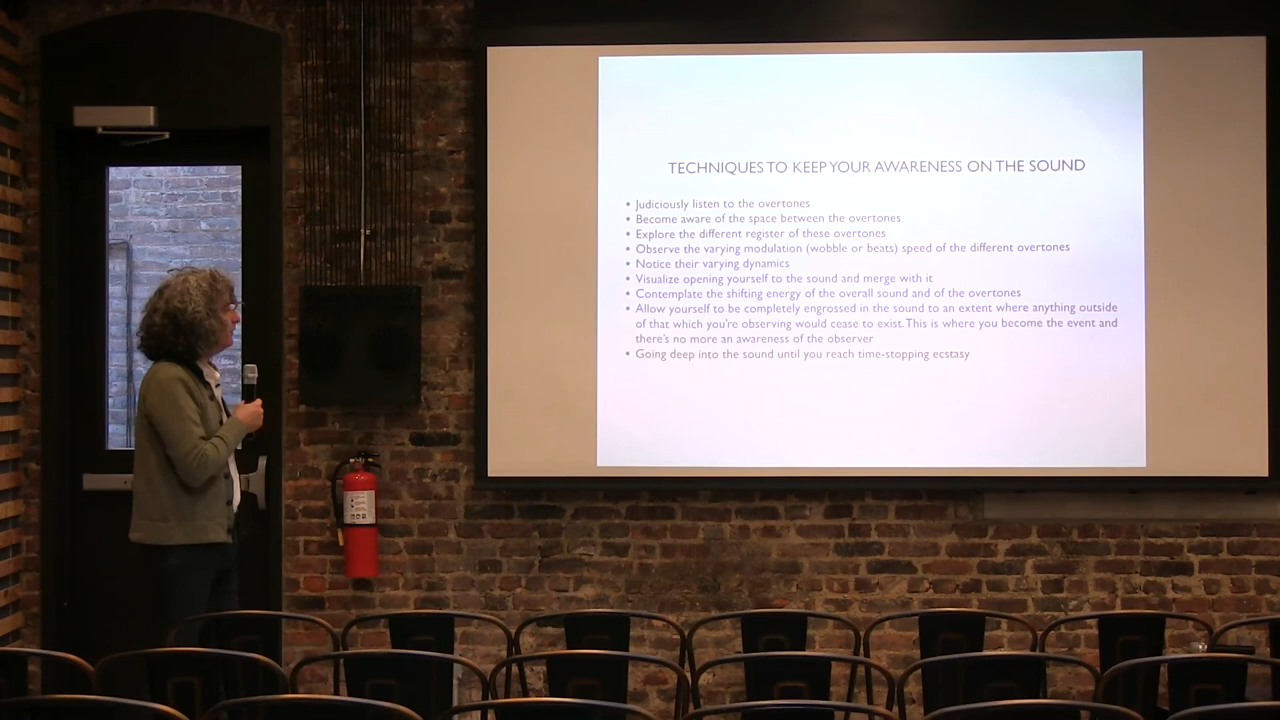 TECHNIQUES TO KEEP YOUR AWARENESS ON THE SOUND
• Judiciously listen to the overtones
• Become aware of the space between the overtones
• Explore the different register of these overtones
• Observe the varying modulation (wobble or beats) speed of the different overtones
• Notice their varying dynamics
• Visualize opening yourself to the sound and merge with it
• Contemplate the shifting energy of the overall sound and of the overtones
• Allow yourself to be completely engrossed in the sound to an extent where anything outside
of that which you're observing would cease to exist. This is where you become the event and
there's no more an awareness of the observer
• Going deep into the sound until you reach time-stopping ecstasy